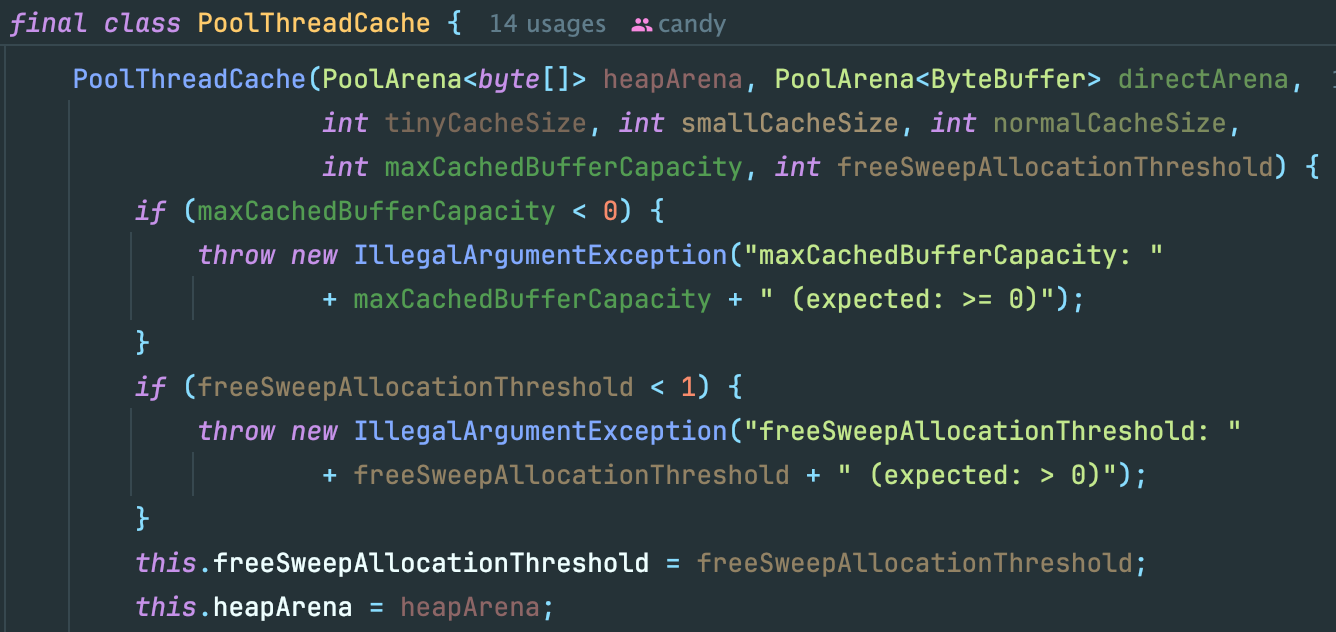 final class PoolThreadCache { 14 usages candy
PoolThreadCache(PoolArena<byte[]> heapArena, PoolArena<ByteBuffer> directArena,
int tinyCacheSize, int smallCacheSize, int normalCacheSize,
int maxCachedBufferCapacity, int freeSweepAllocationThreshold) {
if (maxCachedBufferCapacity < 0) {
throw new IllegalArgumentException("maxCachedBufferCapacity: "
+ maxCachedBufferCapacity + " (expected: >= 0)");
}
if (freeSweepAllocationThreshold < 1) {
throw new IllegalArgumentException("freeSweepAllocationThreshold: "
+ freeSweepAllocationThreshold + " (expected: > 0)");
}
this.freeSweepAllocationThreshold = freeSweepAllocationThreshold;
this.heapArena = heapArena;